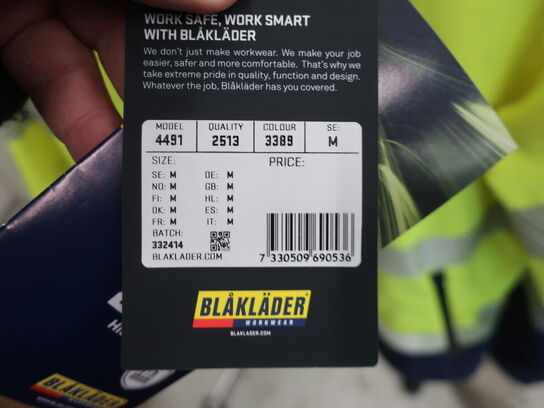 WORK SAFE, WORK SMART
WITH BLÅKLÄDER
We don't just make workwear. We make your job
easier, safer and more comfortable. That's why we
take extreme pride in quality, function and design.
Whatever the job, Blåkläder has you covered.
MODEL QUALITY COLOUR SE:
4491 2513 3389 M
SIZE: PRICE:
SE: M DE: M
NO: M GB: M
FI: M NL: M
DK: M ES: M
FR: M IT: M
BATCH:
332414
BLAKLADER.COM 7 330509 690536
BLÅKLÄDER
WORKWEAR
BLAKLADER.COM
BLÅKLÄDER